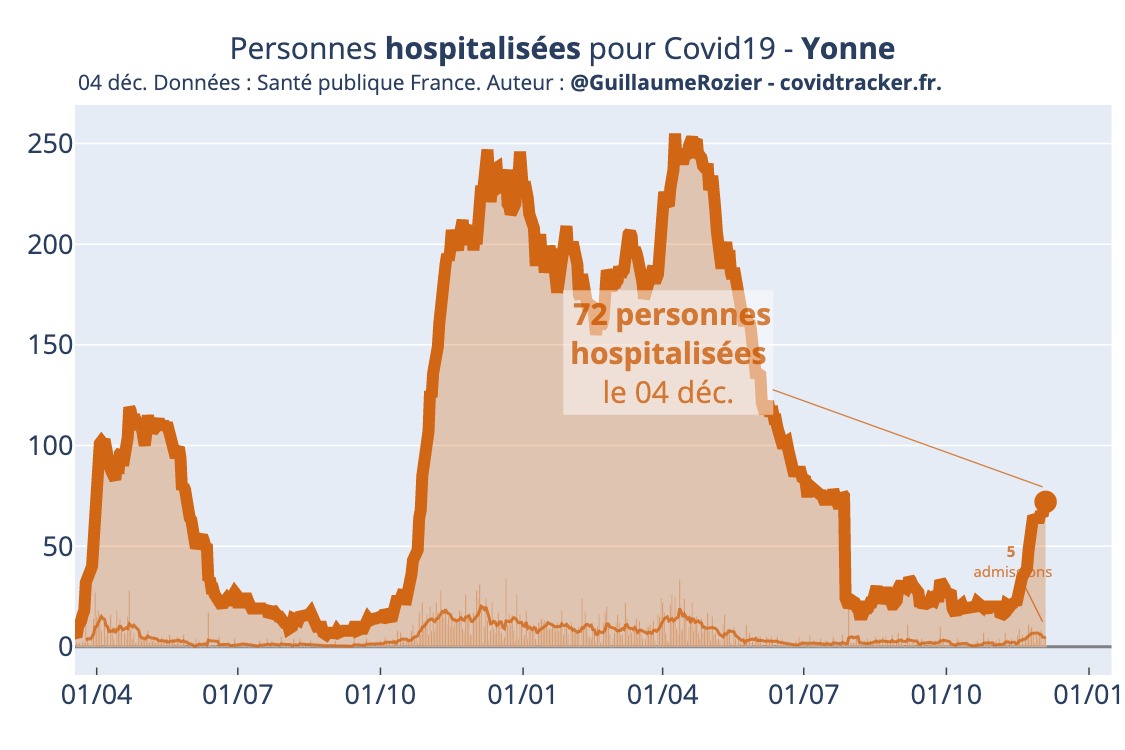 Personnes hospitalisées pour Covid19 - Yonne
04 déc. Données : Santé publique France. Auteur : @GuillaumeRozier - covidtracker.fr.
250
200
150
100
50
0
72 personnes
hospitalisées
le 04 déc.
5
admissions
01/04 01/07 01/10 01/01 01/04 01/07 01/10 01/01